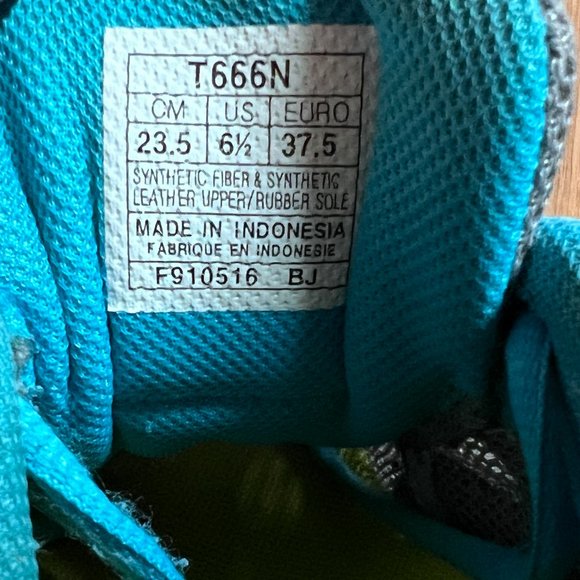 T666N
CM US EURO
23.5 6½ 37.5
SYNTHETIC FIBER & SYNTHETIC
LEATHER UPPER/RUBBER SOLE
MADE IN INDONESIA
FABRIQUE EN INDONESIE
F910516 BJ